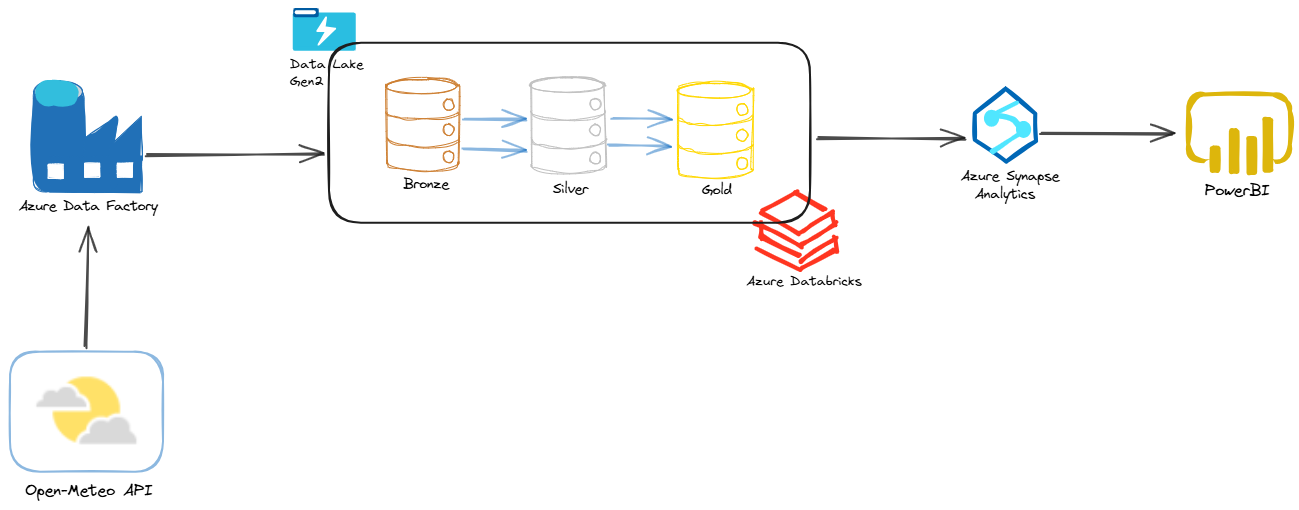 Data Lake
Gen2
Bronze
Silver
Gold
Azure Data Factory
Azure Synapse
Analytics
PowerBI
Azure Databricks
Open-Meteo API